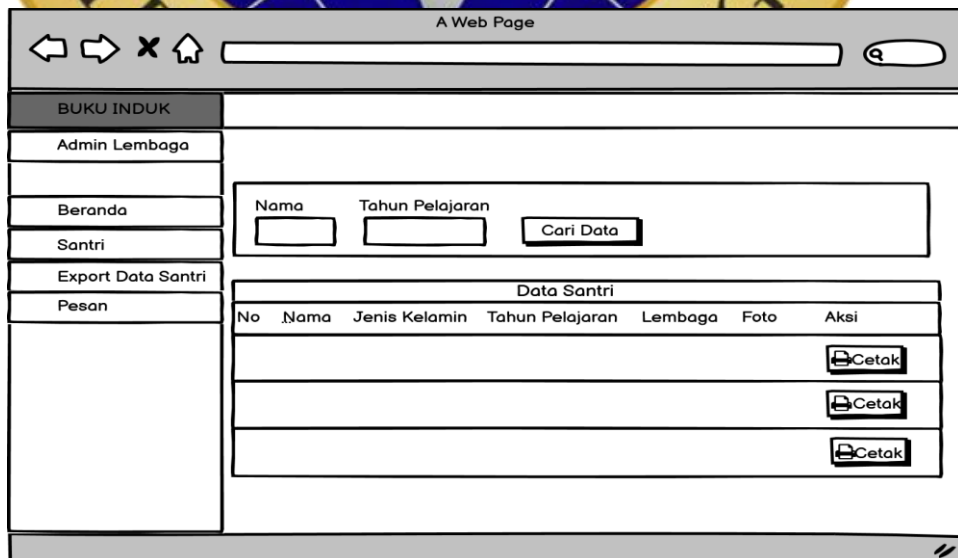 A Web Page
BUKU INDUK
Admin Lembaga
Beranda
Santri
Export Data Santri
Pesan
Nama Tahun Pelajaran
Cari Data
Data Santri
No Nama Jenis Kelamin Tahun Pelajaran Lembaga Foto Aksi
Cetak
Cetak
Cetak